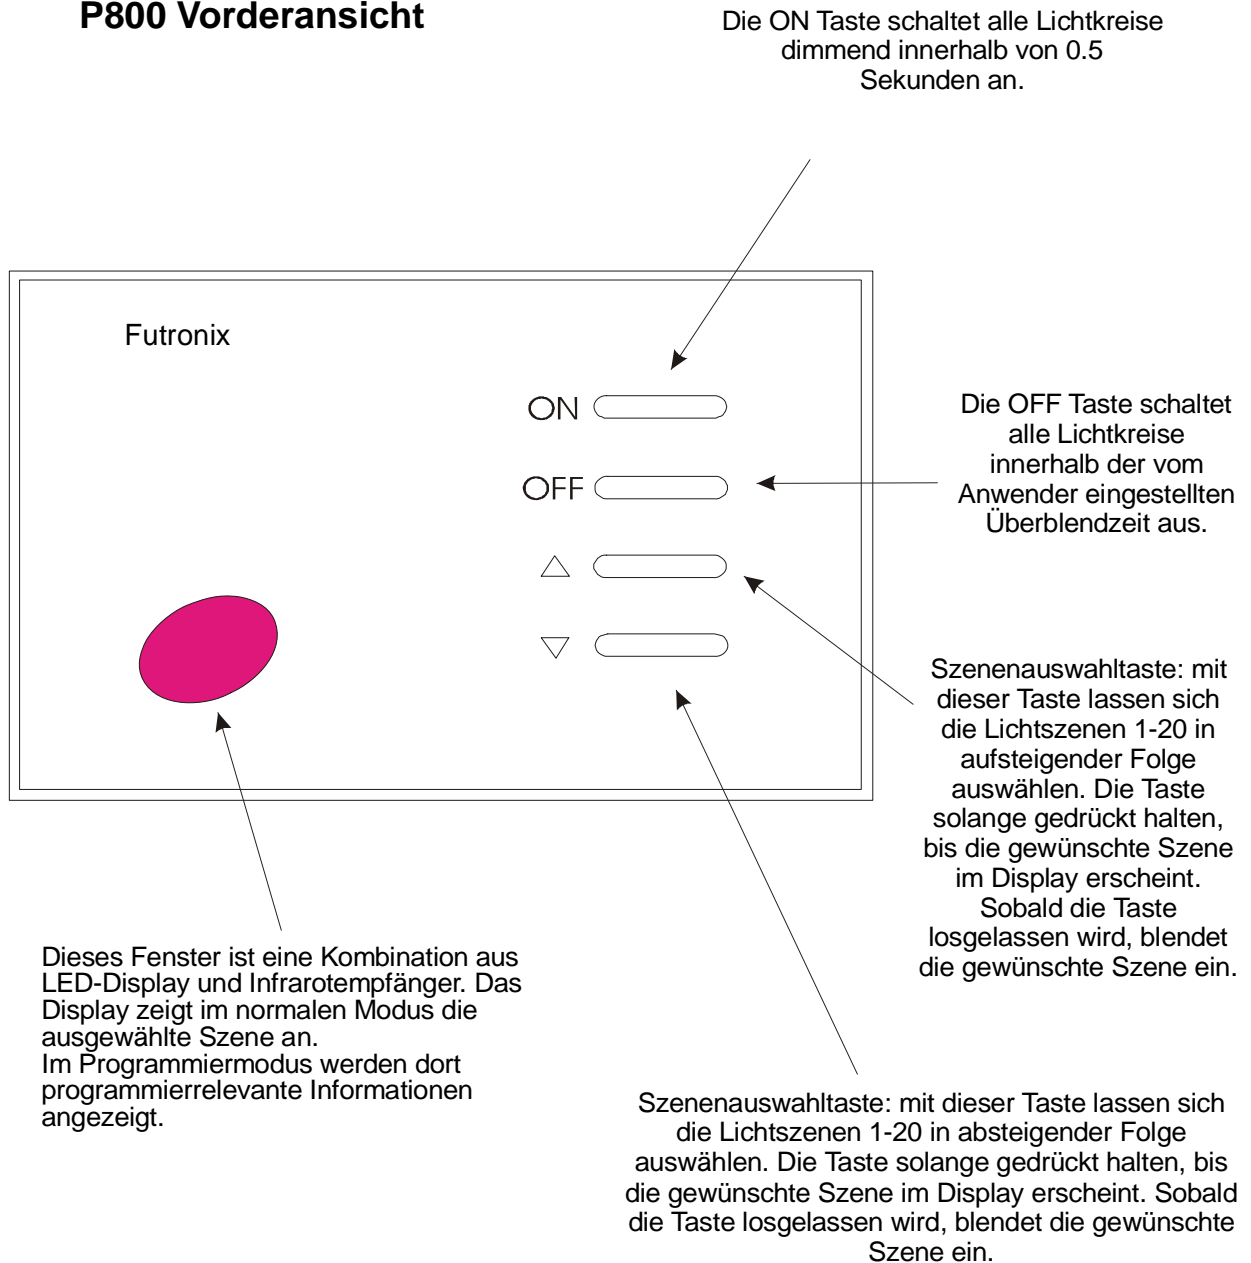 P800 Vorderansicht
Die ON Taste schaltet alle Lichtkreise
dimmend innerhalb von 0.5
Sekunden an.
Futronix
ON
OFF
Die OFF Taste schaltet
alle Lichtkreise
innerhalb der vom
Anwender eingestellten
Überblendzeit aus.
Szenenauswahltaste: mit
dieser Taste lassen sich
die Lichtszenen 1-20 in
aufsteigender Folge
auswählen. Die Taste
solange gedrückt halten,
bis die gewünschte Szene
im Display erscheint.
Sobald die Taste
losgelassen wird, blendet
die gewünschte Szene ein.
Dieses Fenster ist eine Kombination aus
LED-Display und Infrarotempfänger. Das
Display zeigt im normalen Modus die
ausgewählte Szene an.
Im Programmiermodus werden dort
programmierrelevante Informationen
angezeigt.
Szenenauswahltaste: mit dieser Taste lassen sich
die Lichtszenen 1-20 in absteigender Folge
auswählen. Die Taste solange gedrückt halten, bis
die gewünschte Szene im Display erscheint. Sobald
die Taste losgelassen wird, blendet die gewünschte
Szene ein.